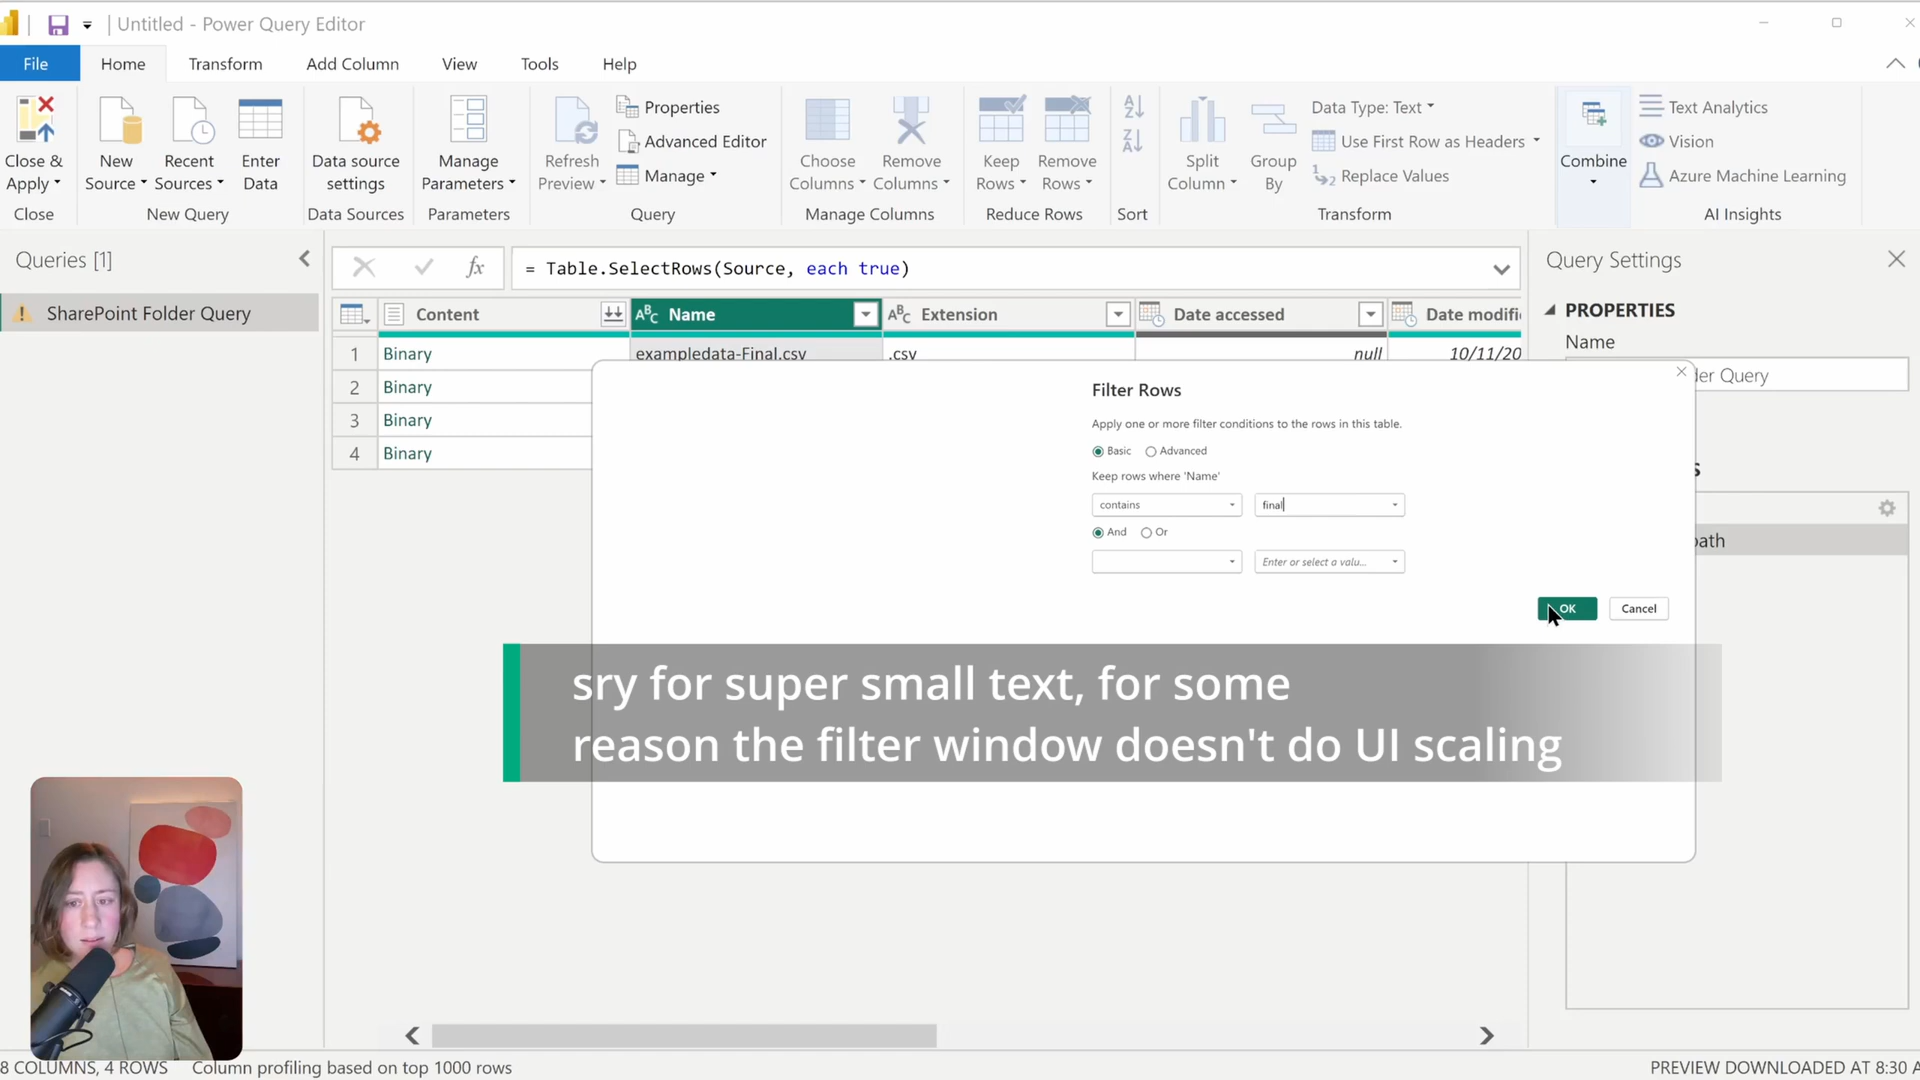 Untitled - Power Query Editor
File Home Transform Add Column View Tools Help
Close & Apply
Close
New Source
Recent Sources
Enter Data
New Query
Data source settings
Data Sources
Manage Parameters
Parameters
Refresh Preview
Properties
Advanced Editor
Manage
Query
Choose Columns
Remove Columns
Manage Columns
Keep Rows
Remove Rows
Reduce Rows
Sort
Split Column
Group By
Data Type: Text
Use First Row as Headers
Replace Values
Transform
Combine
Text Analytics
Vision
Azure Machine Learning
AI Insights
Queries [1]
SharePoint Folder Query
fx
= Table.SelectRows(Source, each true)
Content ABC Name ABC Extension Date accessed Date modifi
1 Binary exampledata-Final.csv .csv null 10/11/20
2 Binary
3 Binary
4 Binary
Query Settings
PROPERTIES
Name
der Query
S
path
Filter Rows
Apply one or more filter conditions to the rows in this table.
Basic Advanced
Keep rows where 'Name'
contains final
And Or
Enter or select a valu...
OK Cancel
sry for super small text, for some
reason the filter window doesn't do UI scaling
8 COLUMNS, 4 ROWS Column profiling based on top 1000 rows
PREVIEW DOWNLOADED AT 8:30 A